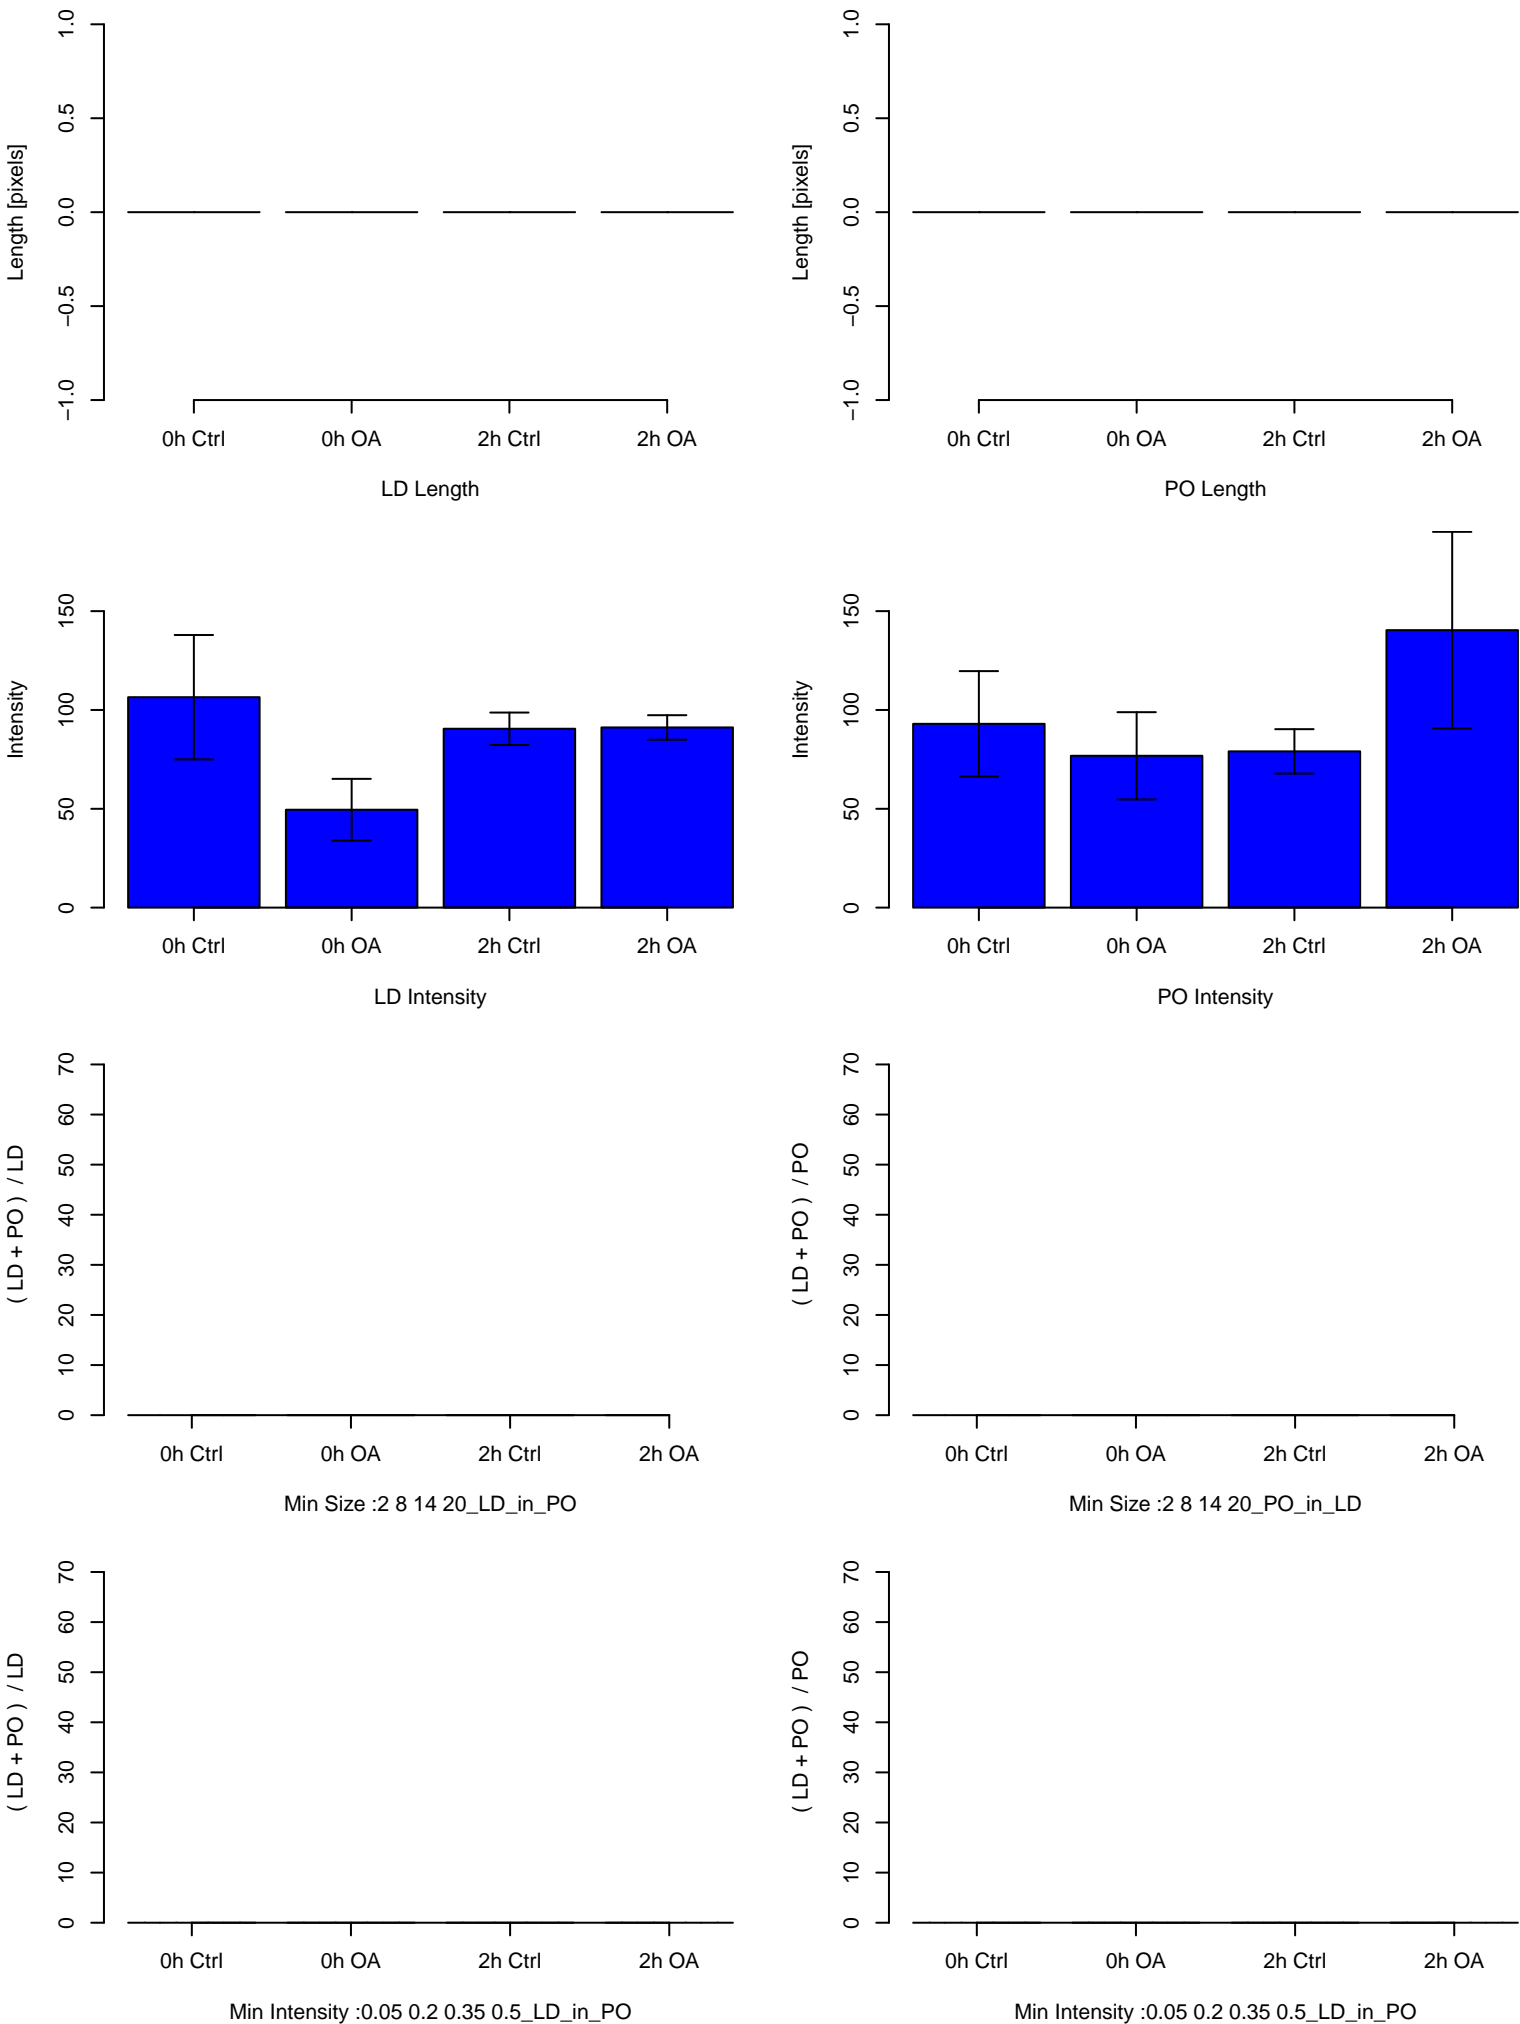 Length [pixels]
1.0
0.5
0.0
−0.5
−1.0
0h Ctrl 0h OA 2h Ctrl 2h OA
LD Length
Length [pixels]
1.0
0.5
0.0
−0.5
−1.0
0h Ctrl 0h OA 2h Ctrl 2h OA
PO Length
Intensity
150
100
50
0
0h Ctrl 0h OA 2h Ctrl 2h OA
LD Intensity
Intensity
150
100
50
0
0h Ctrl 0h OA 2h Ctrl 2h OA
PO Intensity
( LD + PO ) / LD
70
60
50
40
30
20
10
0
0h Ctrl 0h OA 2h Ctrl 2h OA
Min Size :2 8 14 20_LD_in_PO
( LD + PO ) / PO
70
60
50
40
30
20
10
0
0h Ctrl 0h OA 2h Ctrl 2h OA
Min Size :2 8 14 20_PO_in_LD
( LD + PO ) / LD
70
60
50
40
30
20
10
0
0h Ctrl 0h OA 2h Ctrl 2h OA
Min Intensity :0.05 0.2 0.35 0.5_LD_in_PO
( LD + PO ) / PO
70
60
50
40
30
20
10
0
0h Ctrl 0h OA 2h Ctrl 2h OA
Min Intensity :0.05 0.2 0.35 0.5_LD_in_PO